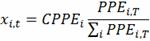 x_{i,t} = CPPE_i \frac{PPE_{i,T}}{\sum_i PPE_{i,T}}